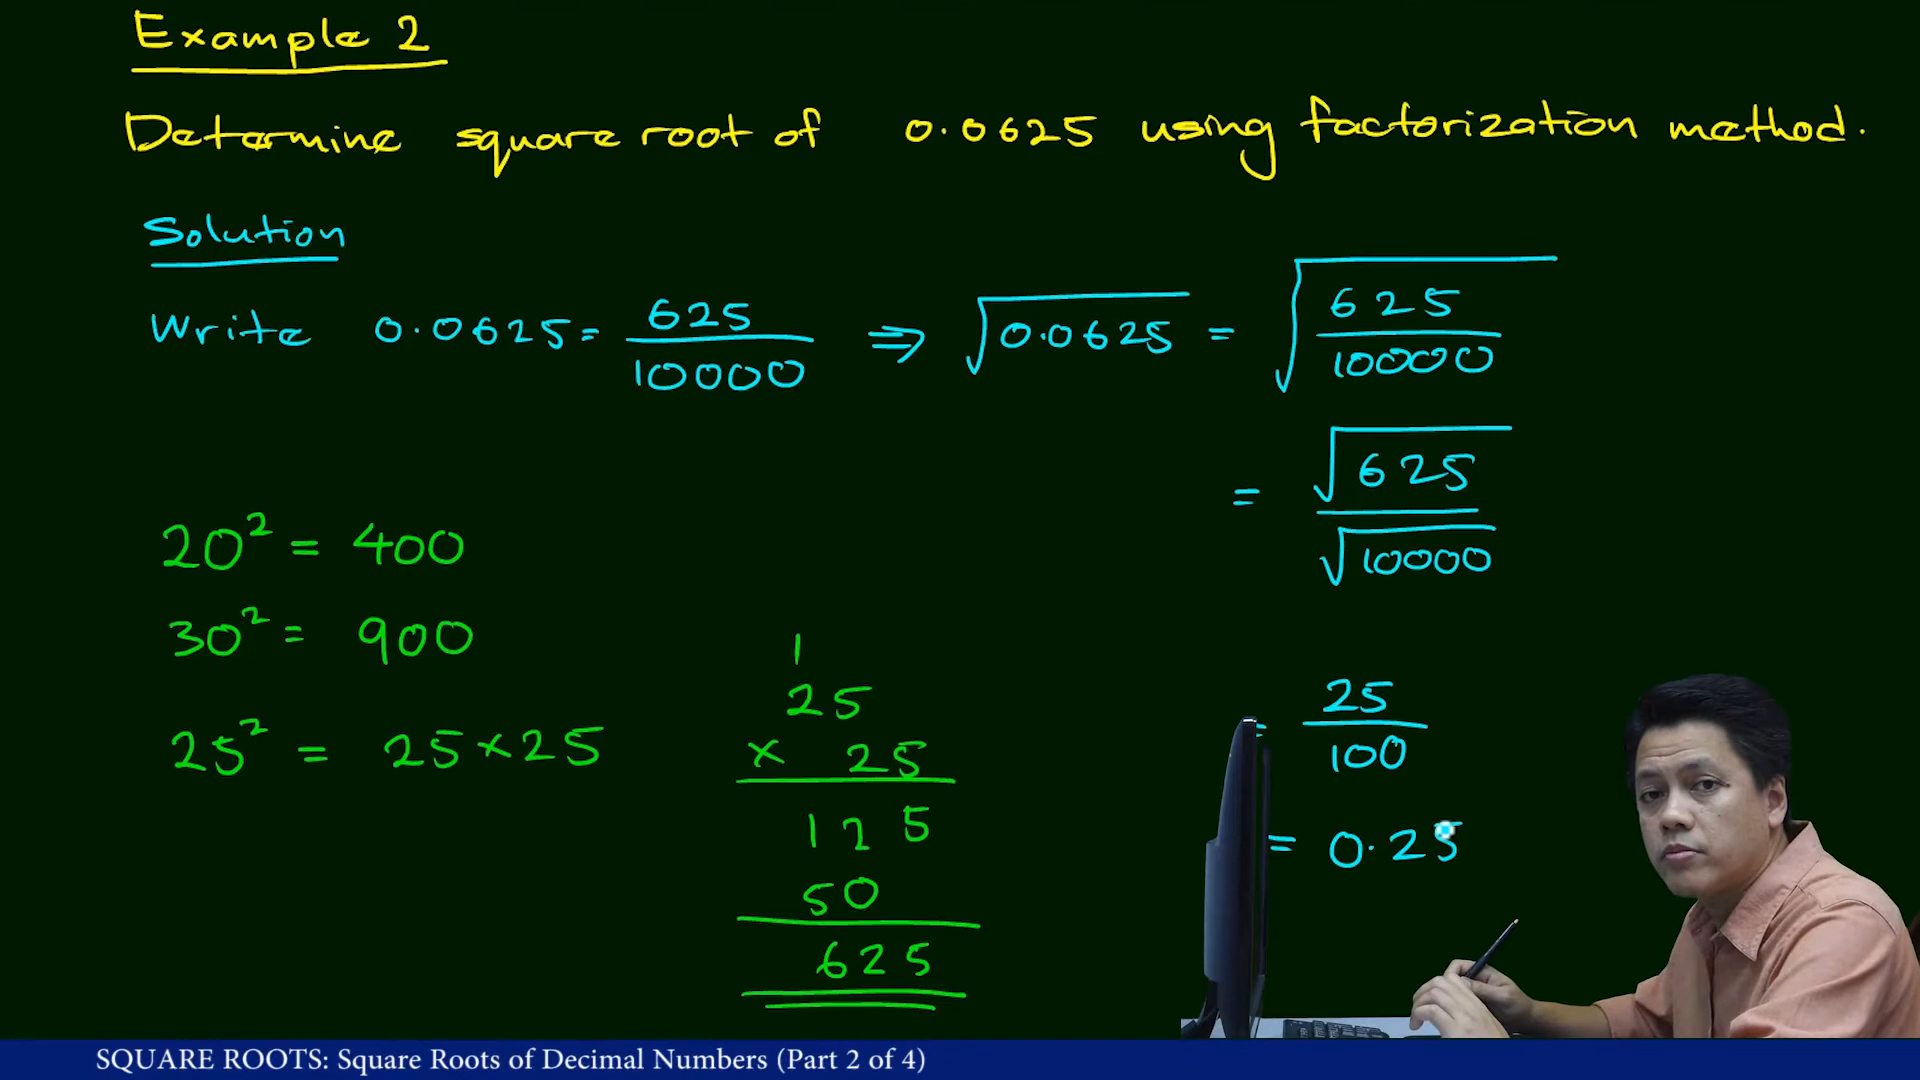 Example 2
Determine square root of 0.0625 using factorization method.
Solution
Write 0.0625 = 625/10000 ⇒ √0.0625 = √(625/10000)
= √625/√10000
20² = 400
30² = 900
25² = 25×25
1
25
× 25
125
50
625
= 25/100
= 0.25
SQUARE ROOTS: Square Roots of Decimal Numbers (Part 2 of 4)